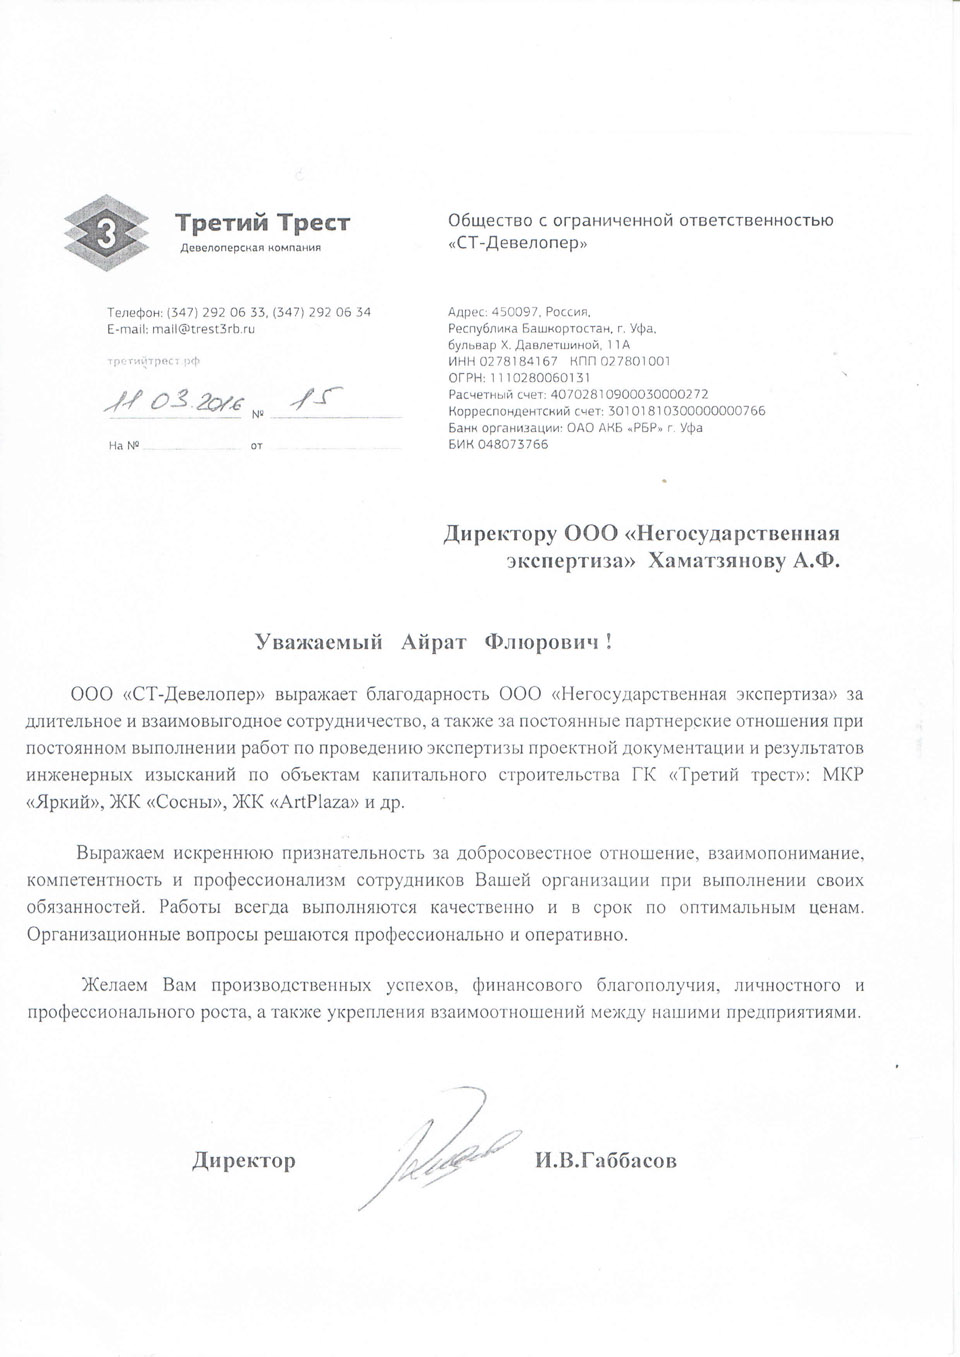 3
Третий Трест
Девелоперская компания
Общество с ограниченной ответственностью
«СТ-Девелопер»
Телефон: (347) 292 06 33, (347) 292 06 34
E-mail: mail@trest3rb.ru
третийтрест.рф
11 03.2016 № 15
На № от
Адрес: 450097, Россия,
Республика Башкортостан, г. Уфа,
бульвар Х. Давлетшиной, 11А
ИНН 0278184167 КПП 027801001
ОГРН: 1110280060131
Расчетный счет: 40702810900030000272
Корреспондентский счет: 30101810300000000766
Банк организации: ОАО АКБ «РБР» г. Уфа
БИК 048073766
Директору ООО «Негосударственная
экспертиза» Хаматзянову А.Ф.
Уважаемый Айрат Флюрович !
ООО «СТ-Девелопер» выражает благодарность ООО «Негосударственная экспертиза» за
длительное и взаимовыгодное сотрудничество, а также за постоянные партнерские отношения при
постоянном выполнении работ по проведению экспертизы проектной документации и результатов
инженерных изысканий по объектам капитального строительства ГК «Третий трест»: МКР
«Яркий», ЖК «Сосны», ЖК «ArtPlaza» и др.
Выражаем искреннюю признательность за добросовестное отношение, взаимопонимание,
компетентность и профессионализм сотрудников Вашей организации при выполнении своих
обязанностей. Работы всегда выполняются качественно и в срок по оптимальным ценам.
Организационные вопросы решаются профессионально и оперативно.
Желаем Вам производственных успехов, финансового благополучия, личностного и
профессионального роста, а также укрепления взаимоотношений между нашими предприятиями.
Директор И.В.Габбасов